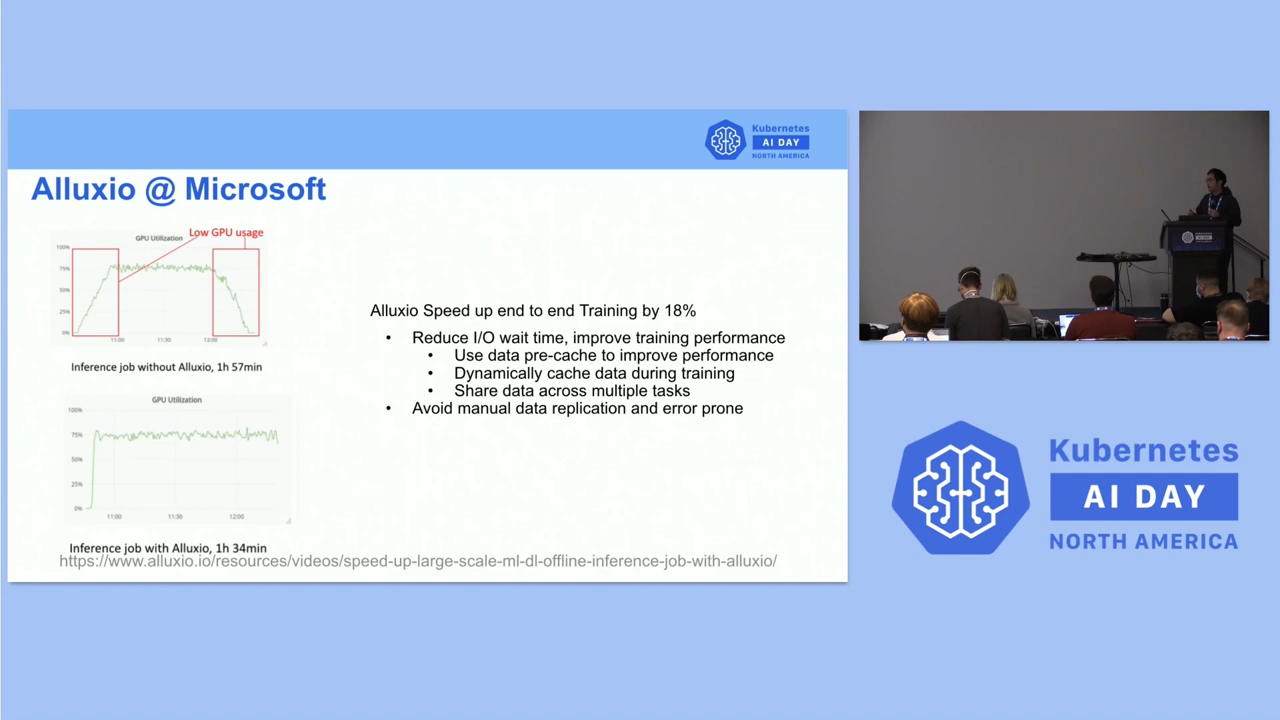 Kubernetes
AI DAY
NORTH AMERICA
Alluxio @ Microsoft
Low GPU usage
GPU Utilization
100%
75%
50%
25%
0%
11:00 11:30 12:00
Inference job without Alluxio, 1h 57min
GPU Utilization
100%
75%
50%
25%
0%
11:00 11:30 12:00
Inference job with Alluxio, 1h 34min
Alluxio Speed up end to end Training by 18%
• Reduce I/O wait time, improve training performance
• Use data pre-cache to improve performance
• Dynamically cache data during training
• Share data across multiple tasks
• Avoid manual data replication and error prone
https://www.alluxio.io/resources/videos/speed-up-large-scale-ml-dl-offline-inference-job-with-alluxio/
Kubernetes
AI DAY
NORTH AMERICA